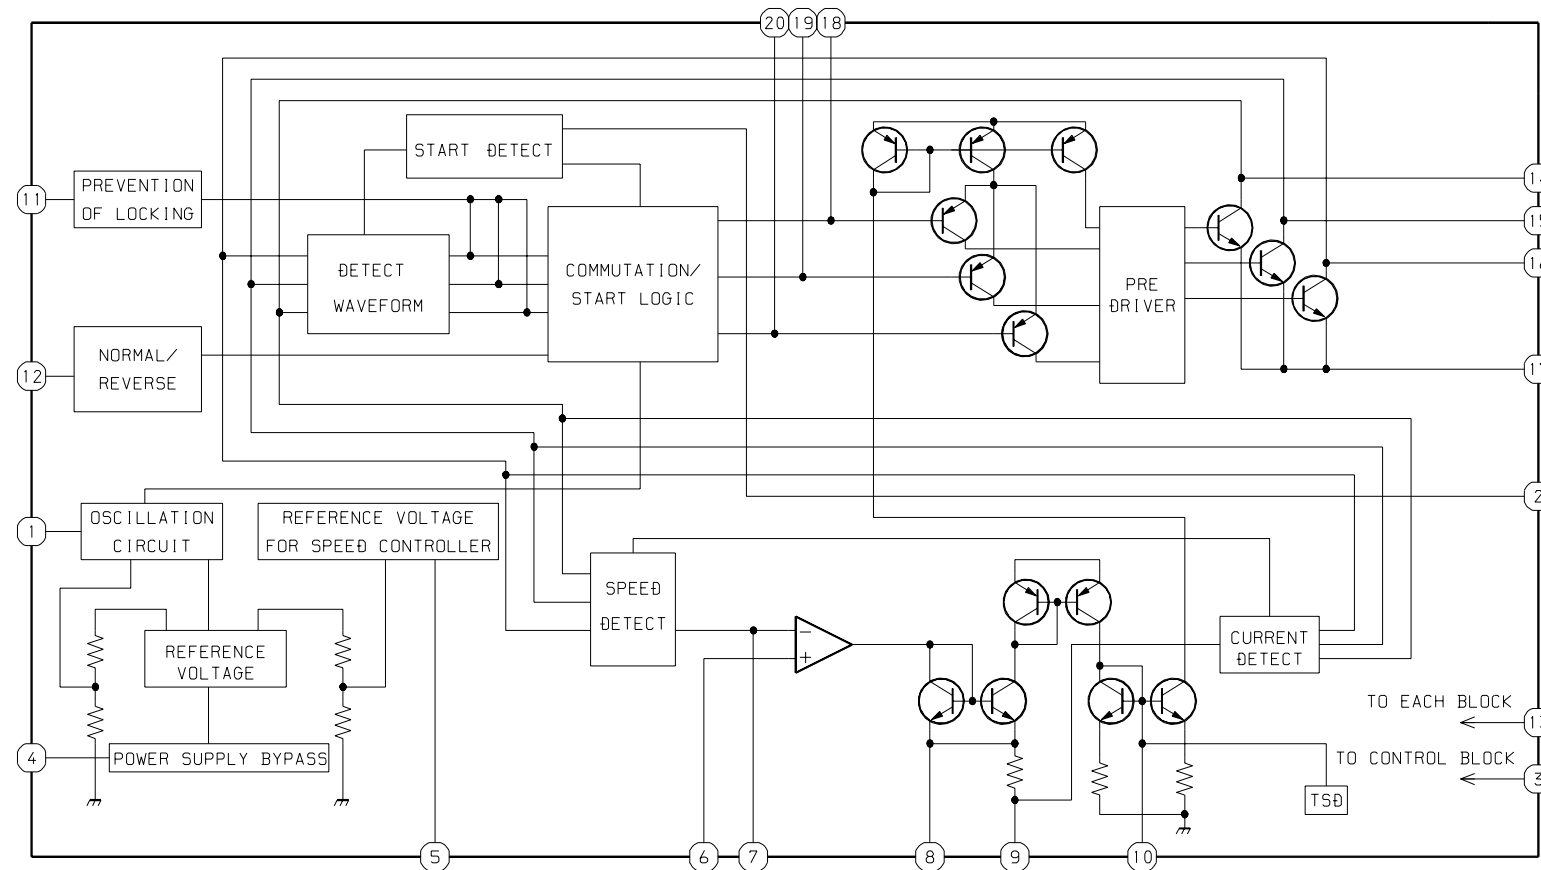 20 19 18
START DETECT
11
PREVENTION
OF LOCKING
DETECT
WAVEFORM
COMMUTATION/
START LOGIC
PRE
DRIVER
12
NORMAL/
REVERSE
2
1
OSCILLATION
CIRCUIT
REFERENCE VOLTAGE
FOR SPEED CONTROLLER
SPEED
DETECT
−
+
REFERENCE
VOLTAGE
CURRENT
DETECT
TO EACH BLOCK
4
POWER SUPPLY BYPASS
TO CONTROL BLOCK
3
TSD
5
6
7
8
9
10